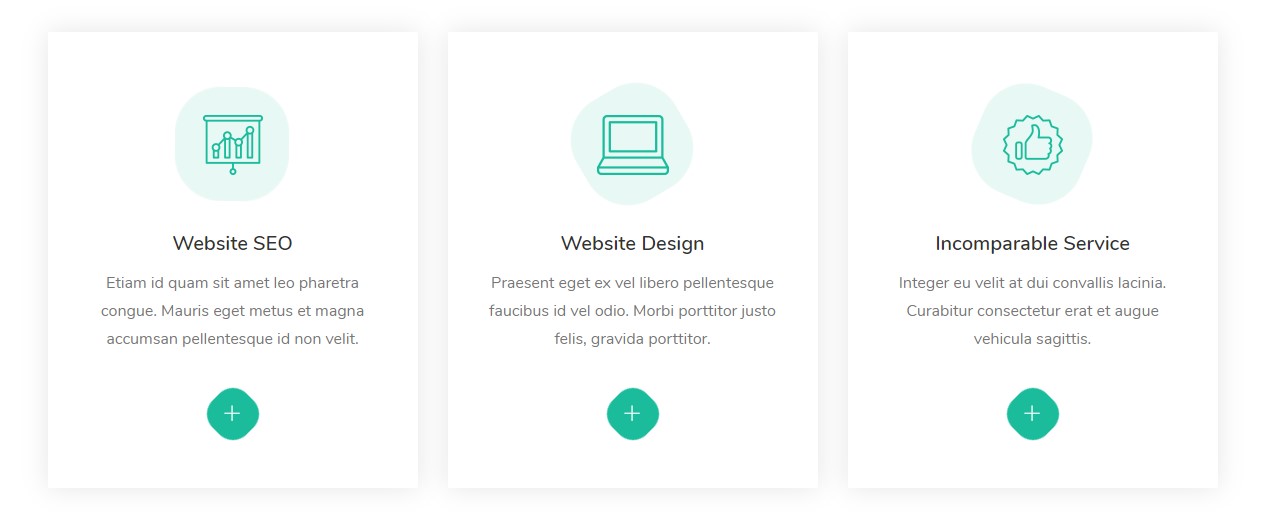 Website SEO
Etiam id quam sit amet leo pharetra
congue. Mauris eget metus et magna
accumsan pellentesque id non velit.
Website Design
Praesent eget ex vel libero pellentesque
faucibus id vel odio. Morbi porttitor justo
felis, gravida porttitor.
Incomparable Service
Integer eu velit at dui convallis lacinia.
Curabitur consectetur erat et augue
vehicula sagittis.